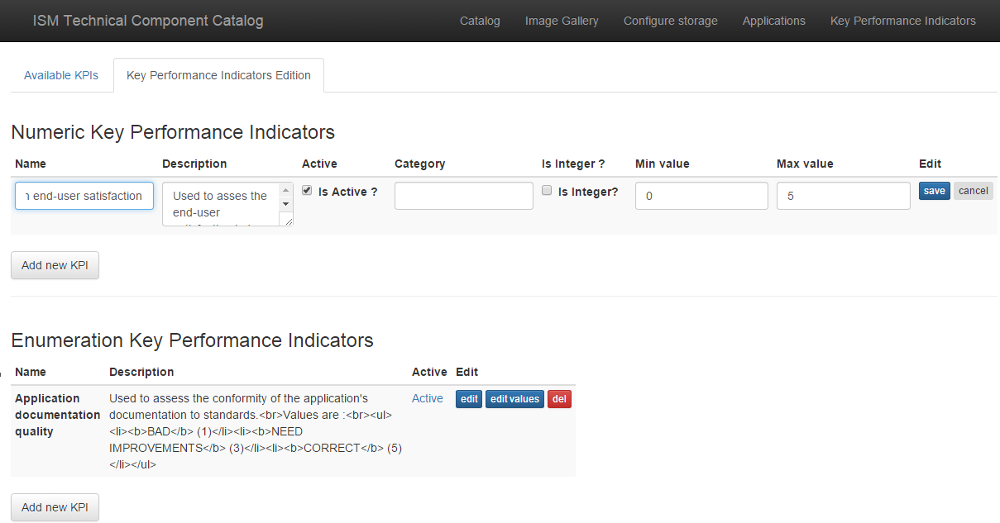 ISM Technical Component Catalog Catalog Image Gallery Configure storage Applications Key Performance Indicators
Available KPIs Key Performance Indicators Edition
Numeric Key Performance Indicators
Name Description Active Category Is Integer ? Min value Max value Edit
end-user satisfaction Used to asses the Is Active ? Is Integer? 0 5 save cancel
end-user
Add new KPI
Enumeration Key Performance Indicators
Name Description Active Edit
Application Used to assess the conformity of the application's Active edit edit values del
documentation documentation to standards.<br>Values are :<br><ul>
quality <li><b>BAD</b> (1)</li><li><b>NEED
IMPROVEMENTS</b> (3)</li><li><b>CORRECT</b> (5)
</li></ul>
Add new KPI